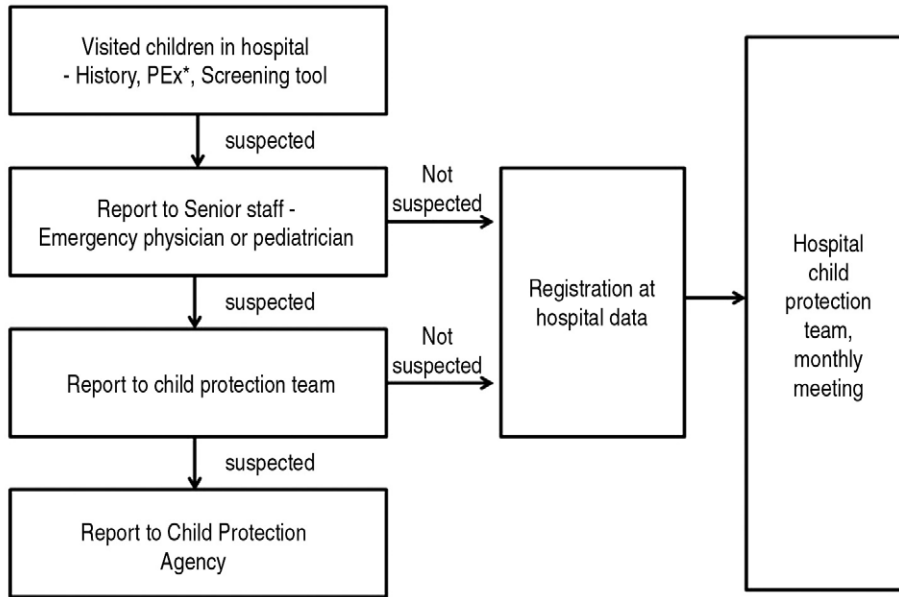 Visited children in hospital
- History, PEx*, Screening tool
suspected
Report to Senior staff -
Emergency physician or pediatrician
Not
suspected
suspected
Report to child protection team
Not
suspected
suspected
Report to Child Protection
Agency
Registration at
hospital data
Hospital
child
protection
team,
monthly
meeting